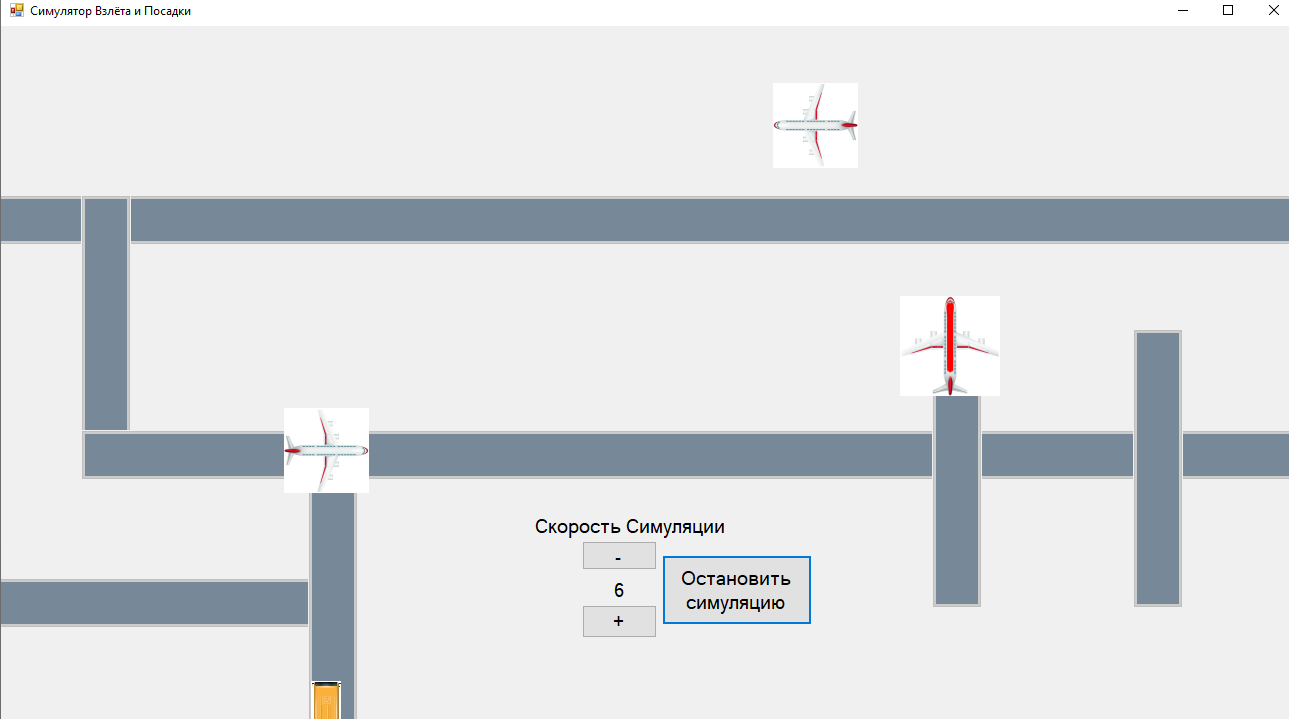 Симулятор Взлёта и Посадки
Скорость Симуляции
-
6
+
Остановить
симуляцию